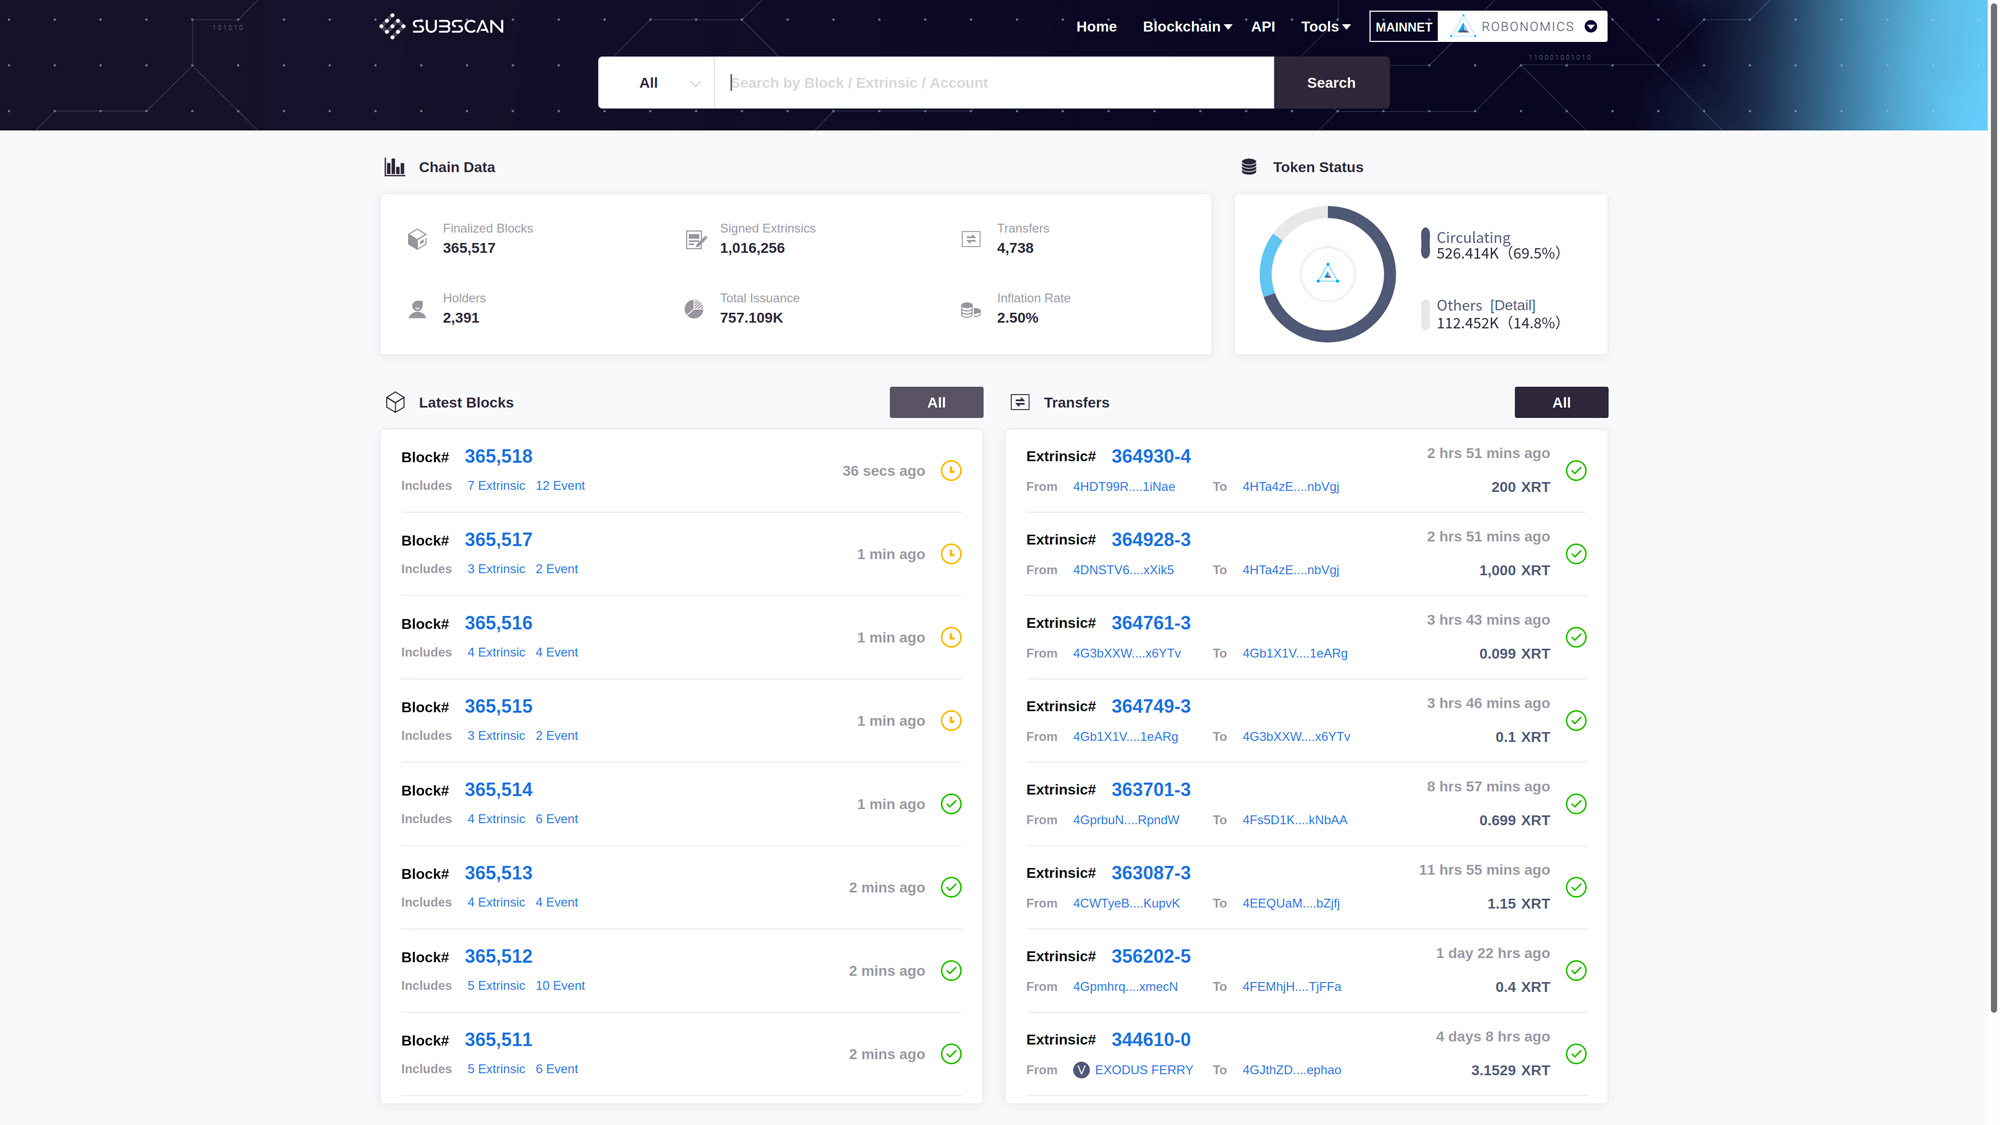 101010
SUBSCAN
Home Blockchain API Tools MAINNET ROBONOMICS
110001001010
All Search by Block / Extrinsic / Account Search
Chain Data
Finalized Blocks
365,517
Signed Extrinsics
1,016,256
Transfers
4,738
Holders
2,391
Total Issuance
757.109K
Inflation Rate
2.50%
Token Status
Circulating
526.414K (69.5%)
Others [Detail]
112.452K (14.8%)
Latest Blocks All
Block# 365,518
36 secs ago
Includes 7 Extrinsic 12 Event
Block# 365,517
1 min ago
Includes 3 Extrinsic 2 Event
Block# 365,516
1 min ago
Includes 4 Extrinsic 4 Event
Block# 365,515
1 min ago
Includes 3 Extrinsic 2 Event
Block# 365,514
1 min ago
Includes 4 Extrinsic 6 Event
Block# 365,513
2 mins ago
Includes 4 Extrinsic 4 Event
Block# 365,512
2 mins ago
Includes 5 Extrinsic 10 Event
Block# 365,511
2 mins ago
Includes 5 Extrinsic 6 Event
Transfers All
Extrinsic# 364930-4 2 hrs 51 mins ago
From 4HDT99R....1iNae To 4HTa4zE....nbVgj 200 XRT
Extrinsic# 364928-3 2 hrs 51 mins ago
From 4DNSTV6....xXik5 To 4HTa4zE....nbVgj 1,000 XRT
Extrinsic# 364761-3 3 hrs 43 mins ago
From 4G3bXXW....x6YTv To 4Gb1X1V....1eARg 0.099 XRT
Extrinsic# 364749-3 3 hrs 46 mins ago
From 4Gb1X1V....1eARg To 4G3bXXW....x6YTv 0.1 XRT
Extrinsic# 363701-3 8 hrs 57 mins ago
From 4GprbuN....RpndW To 4Fs5D1K....kNbAA 0.699 XRT
Extrinsic# 363087-3 11 hrs 55 mins ago
From 4CWTyeB....KupvK To 4EEQUaM....bZjfj 1.15 XRT
Extrinsic# 356202-5 1 day 22 hrs ago
From 4Gpmhrq....xmecN To 4FEMhjH....TjFFa 0.4 XRT
Extrinsic# 344610-0 4 days 8 hrs ago
From V EXODUS FERRY To 4GJthZD....ephao 3.1529 XRT